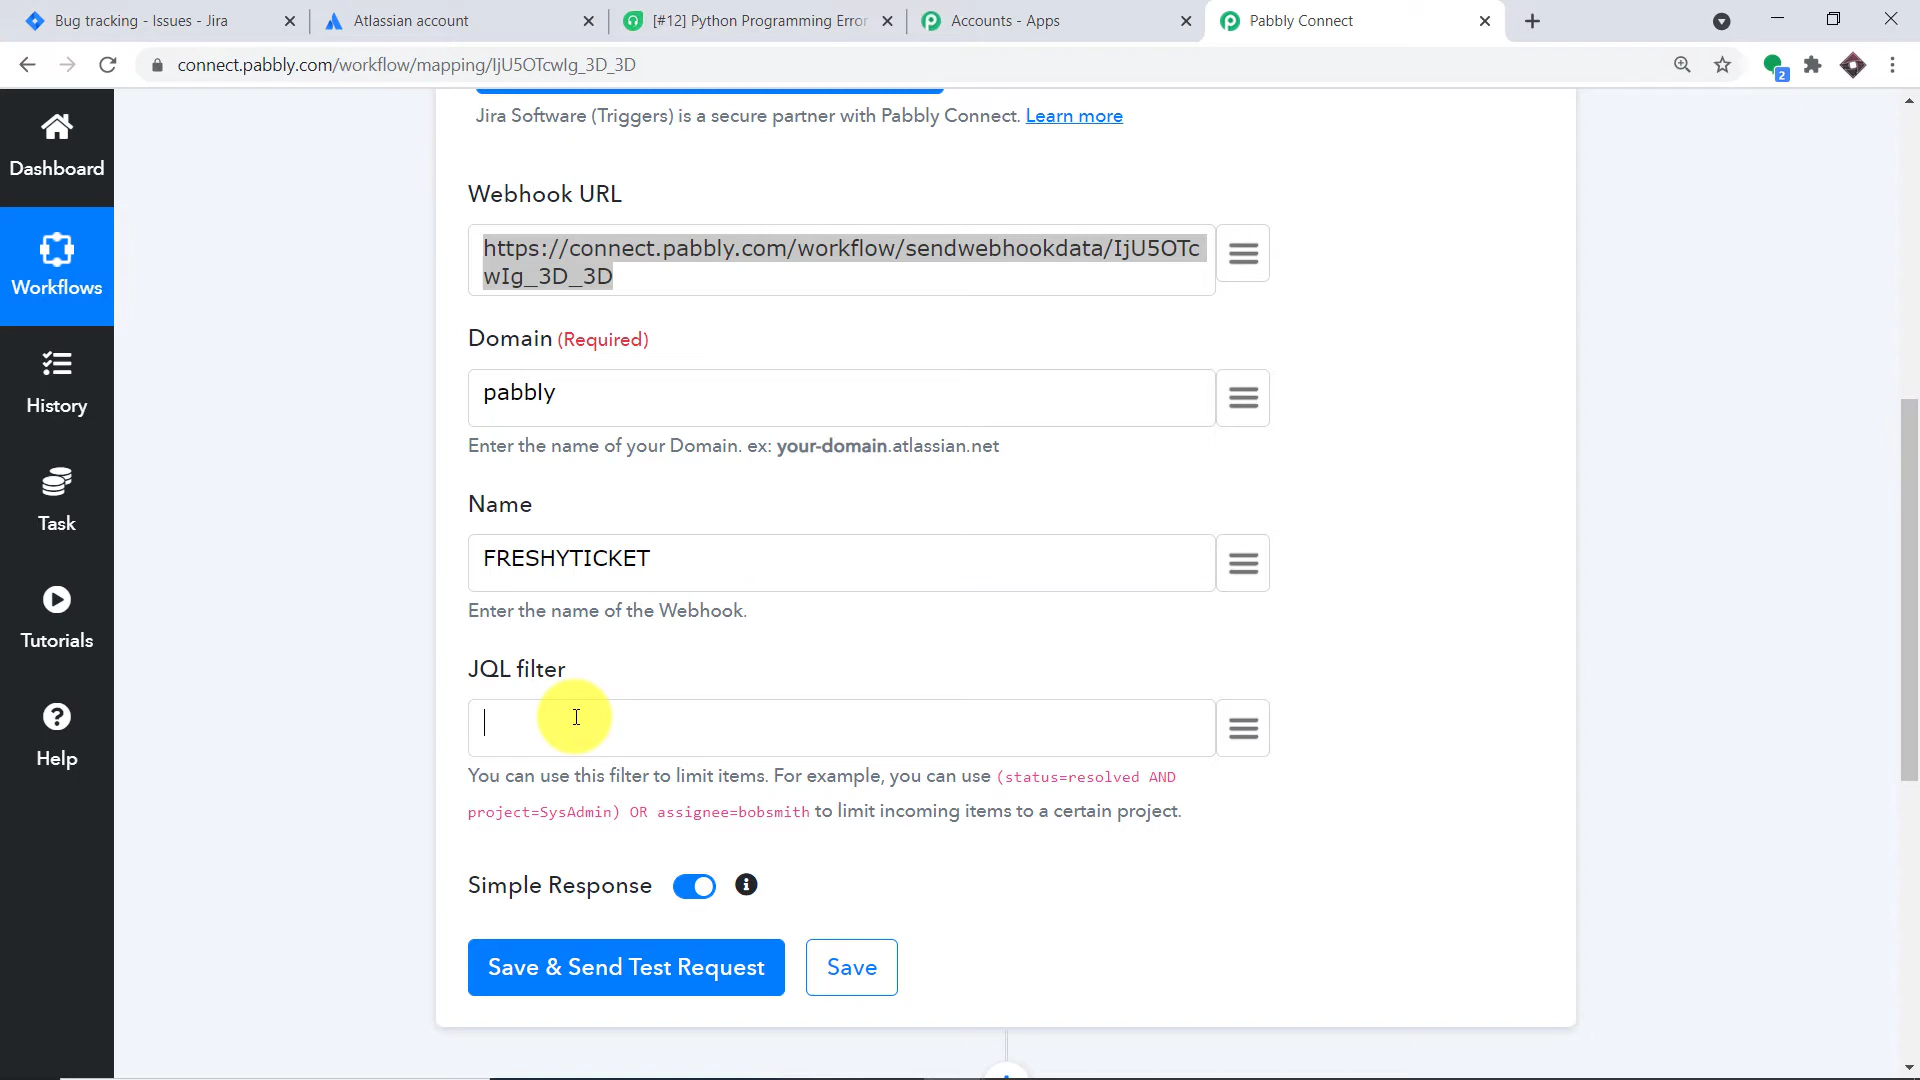 Bug tracking - Issues - Jira
Atlassian account
[#12] Python Programming Error
Accounts - Apps
Pabbly Connect
connect.pabbly.com/workflow/mapping/IjU5OTcwIg_3D_3D
2
Dashboard
Workflows
History
Task
Tutorials
Help
Jira Software (Triggers) is a secure partner with Pabbly Connect. Learn more
Webhook URL
https://connect.pabbly.com/workflow/sendwebhookdata/IjU5OTc
wIg_3D_3D
Domain (Required)
pabbly
Enter the name of your Domain. ex: your-domain.atlassian.net
Name
FRESHYTICKET
Enter the name of the Webhook.
JQL filter
You can use this filter to limit items. For example, you can use (status=resolved AND
project=SysAdmin) OR assignee=bobsmith to limit incoming items to a certain project.
Simple Response
Save & Send Test Request
Save